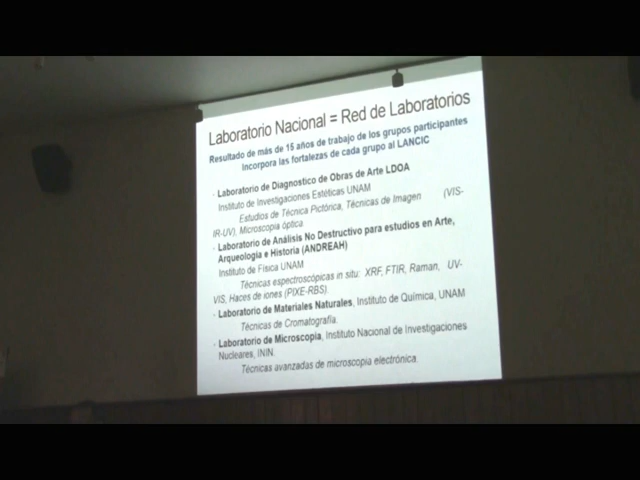 Laboratorio Nacional = Red de Laboratorios
Resultado de más de 15 años de trabajo de los grupos participantes
Incorpora las fortalezas de cada grupo al LANCIC
- Laboratorio de Diagnostico de Obras de Arte LDOA
Instituto de Investigaciones Estéticas UNAM
Estudios de Técnica Pictórica, Técnicas de Imagen (VIS-
IR-UV), Microscopia óptica.
- Laboratorio de Análisis No Destructivo para estudios en Arte,
Arqueologia e Historia (ANDREAH)
Instituto de Física UNAM
Técnicas espectroscópicas in situ: XRF, FTIR, Raman, UV-
VIS, Haces de iones (PIXE-RBS).
- Laboratorio de Materiales Naturales, Instituto de Química, UNAM
Técnicas de Cromatografía.
- Laboratorio de Microscopia, Instituto Nacional de Investigaciones
Nucleares, ININ.
Técnicas avanzadas de microscopia electrónica.